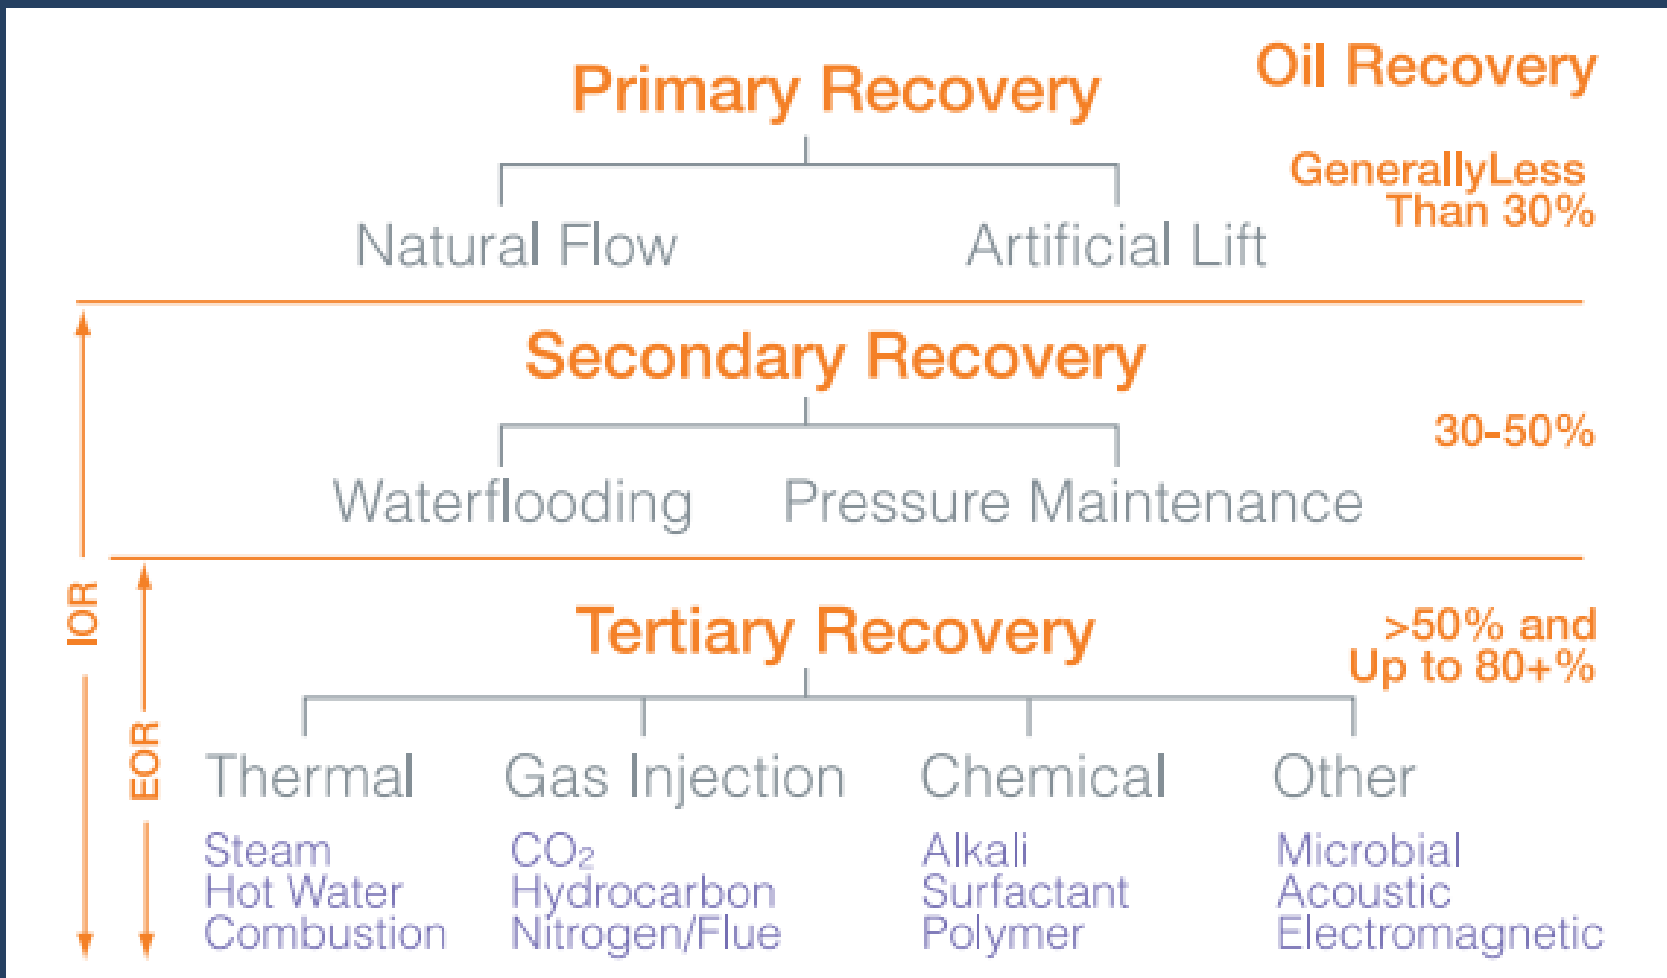 Oil Recovery
Primary Recovery
GenerallyLess
Than 30%
Natural Flow
Artificial Lift
Secondary Recovery
30-50%
Waterflooding
Pressure Maintenance
IOR
EOR
Tertiary Recovery
>50% and
Up to 80+%
Thermal
Steam
Hot Water
Combustion
Gas Injection
CO₂
Hydrocarbon
Nitrogen/Flue
Chemical
Alkali
Surfactant
Polymer
Other
Microbial
Acoustic
Electromagnetic